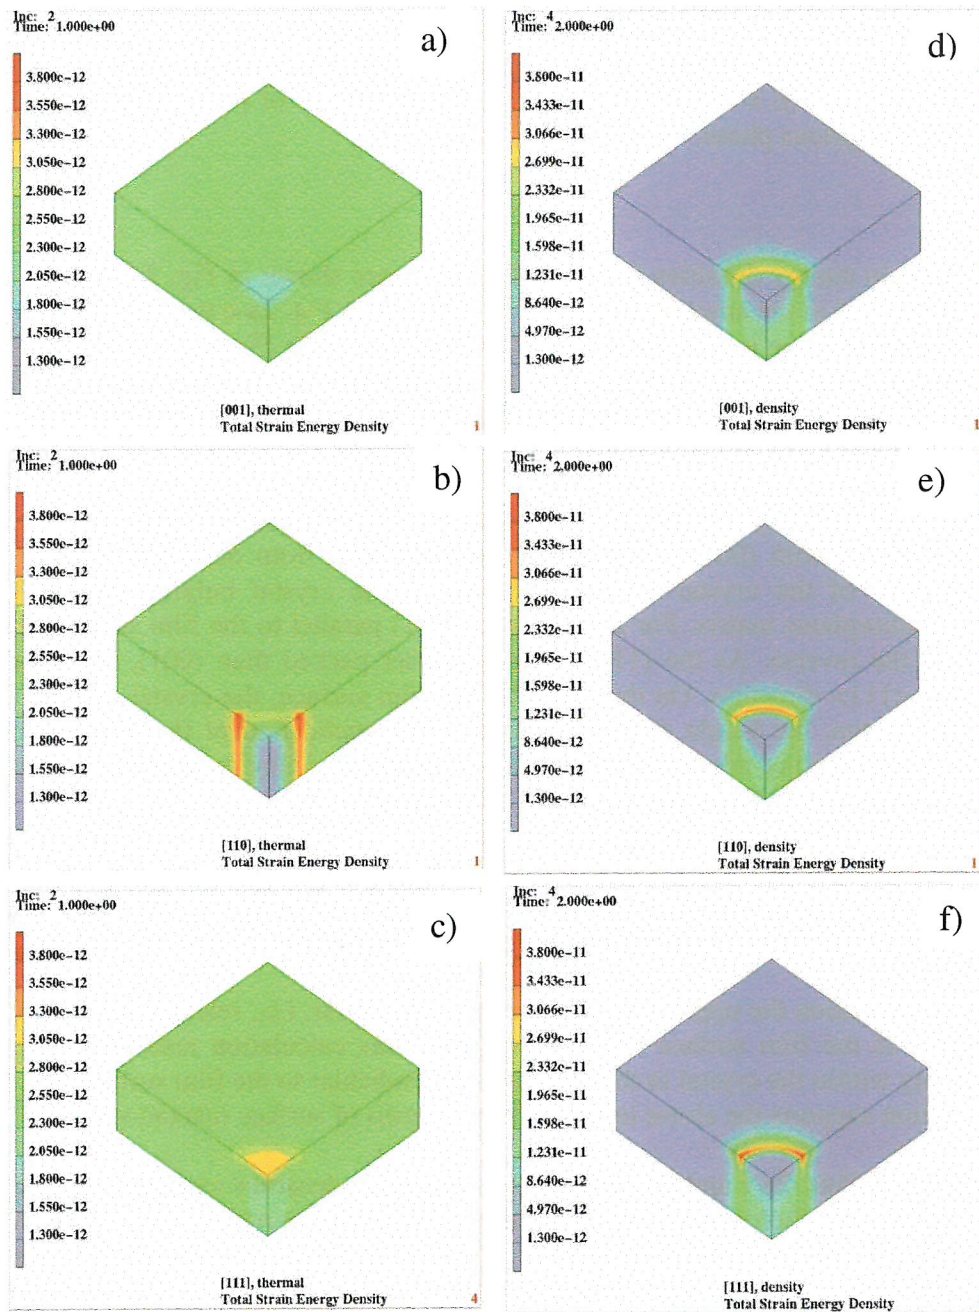 Inc: 2
Time: 1.000e+00
a)
3.800e-12
3.550e-12
3.300e-12
3.050e-12
2.800e-12
2.550e-12
2.300e-12
2.050e-12
1.800e-12
1.550e-12
1.300e-12
[001], thermal
Total Strain Energy Density
1
Inc: 4
Time: 2.000e+00
d)
3.800e-11
3.433e-11
3.066e-11
2.699e-11
2.332e-11
1.965e-11
1.598e-11
1.231e-11
8.640e-12
4.970e-12
1.300e-12
[001], density
Total Strain Energy Density
1
Inc: 2
Time: 1.000e+00
b)
3.800e-12
3.550e-12
3.300e-12
3.050e-12
2.800e-12
2.550e-12
2.300e-12
2.050e-12
1.800e-12
1.550e-12
1.300e-12
[110], thermal
Total Strain Energy Density
1
Inc: 4
Time: 2.000e+00
e)
3.800e-11
3.433e-11
3.066e-11
2.699e-11
2.332e-11
1.965e-11
1.598e-11
1.231e-11
8.640e-12
4.970e-12
1.300e-12
[110], density
Total Strain Energy Density
1
Inc: 2
Time: 1.000e+00
c)
3.800e-12
3.550e-12
3.300e-12
3.050e-12
2.800e-12
2.550e-12
2.300e-12
2.050e-12
1.800e-12
1.550e-12
1.300e-12
[111], thermal
Total Strain Energy Density
4
Inc: 4
Time: 2.000e+00
f)
3.800e-11
3.433e-11
3.066e-11
2.699e-11
2.332e-11
1.965e-11
1.598e-11
1.231e-11
8.640e-12
4.970e-12
1.300e-12
[111], density
Total Strain Energy Density